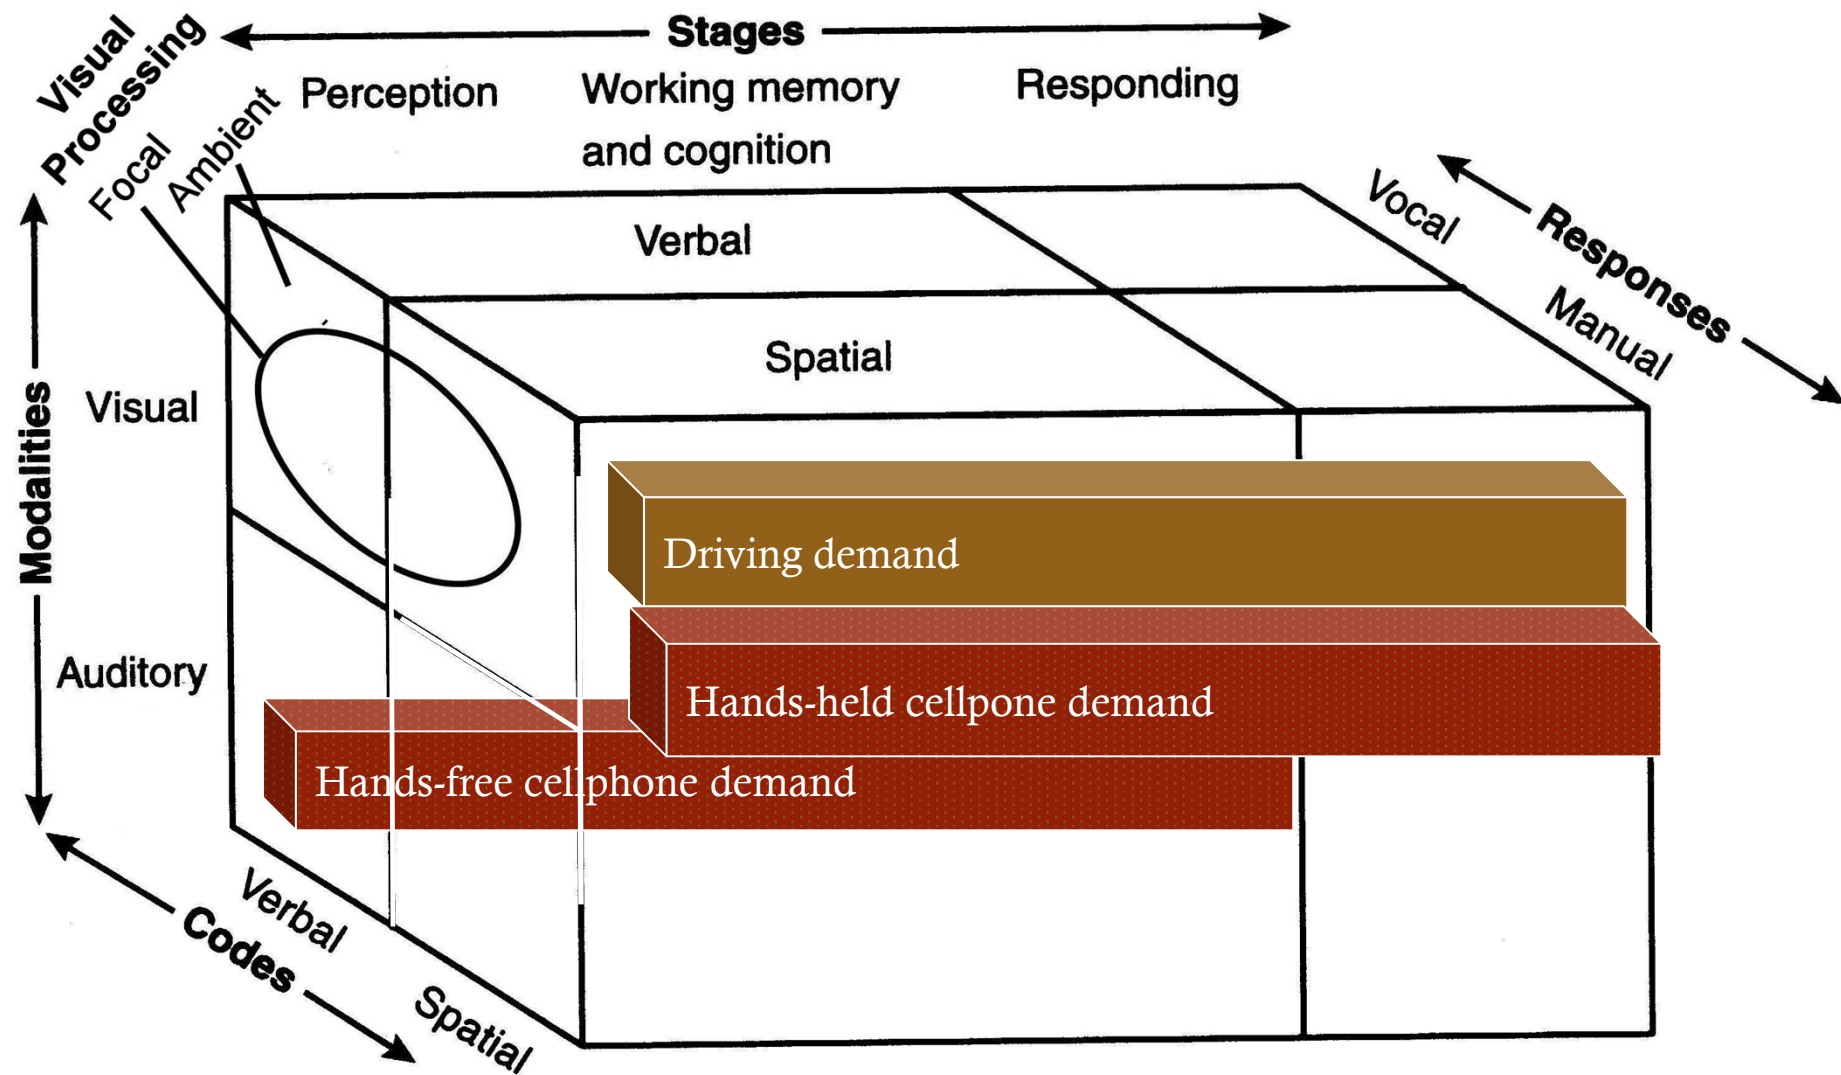 Visual
Processing
Focal
Ambient
Stages
Perception
Working memory
and cognition
Responding
Vocal
Manual
Responses
Verbal
Spatial
Modalities
Visual
Auditory
Driving demand
Hands-held cellpone demand
Hands-free cellphone demand
Verbal
Spatial
Codes